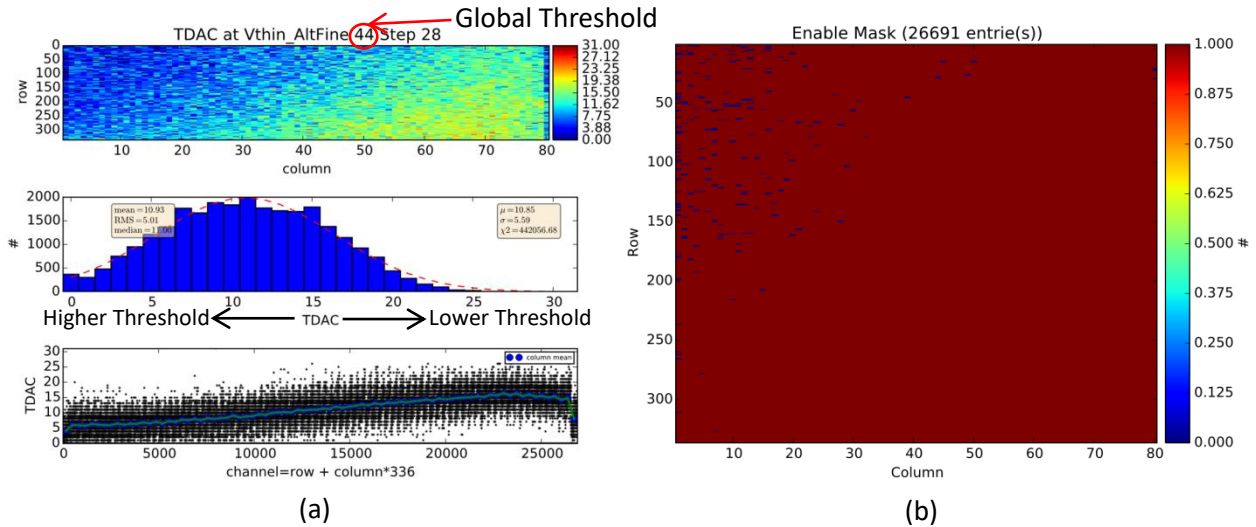 Global Threshold
TDAC at Vthin_AltFine 44 Step 28
0
50
100
150
200
250
300
row
10 20 30 40 50 60 70 80
column
31.00
27.12
23.25
19.38
15.50
11.62
7.75
3.88
0.00
2000
1500
1000
500
0
#
mean=10.93
RMS=5.01
median=11.00
μ=10.85
σ=5.59
χ2=442056.68
0 5 10 15 20 25 30
Higher Threshold TDAC Lower Threshold
30
25
20
15
10
5
0
TDAC
column mean
0 5000 10000 15000 20000 25000
channel=row + column*336
(a)
Enable Mask (26691 entrie(s))
50
100
150
200
250
300
Row
10 20 30 40 50 60 70 80
Column
1.000
0.875
0.750
0.625
0.500
0.375
0.250
0.125
0.000
#
(b)